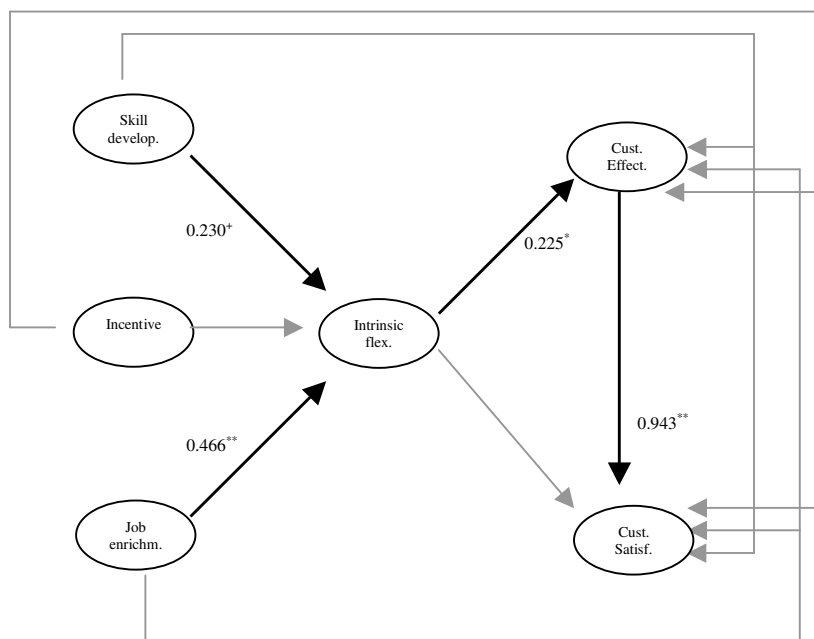 Skill
develop.
Cust.
Effect.
0.230+
0.225*
Incentive
Intrinsic
flex.
0.466**
0.943**
Job
enrichm.
Cust.
Satisf.